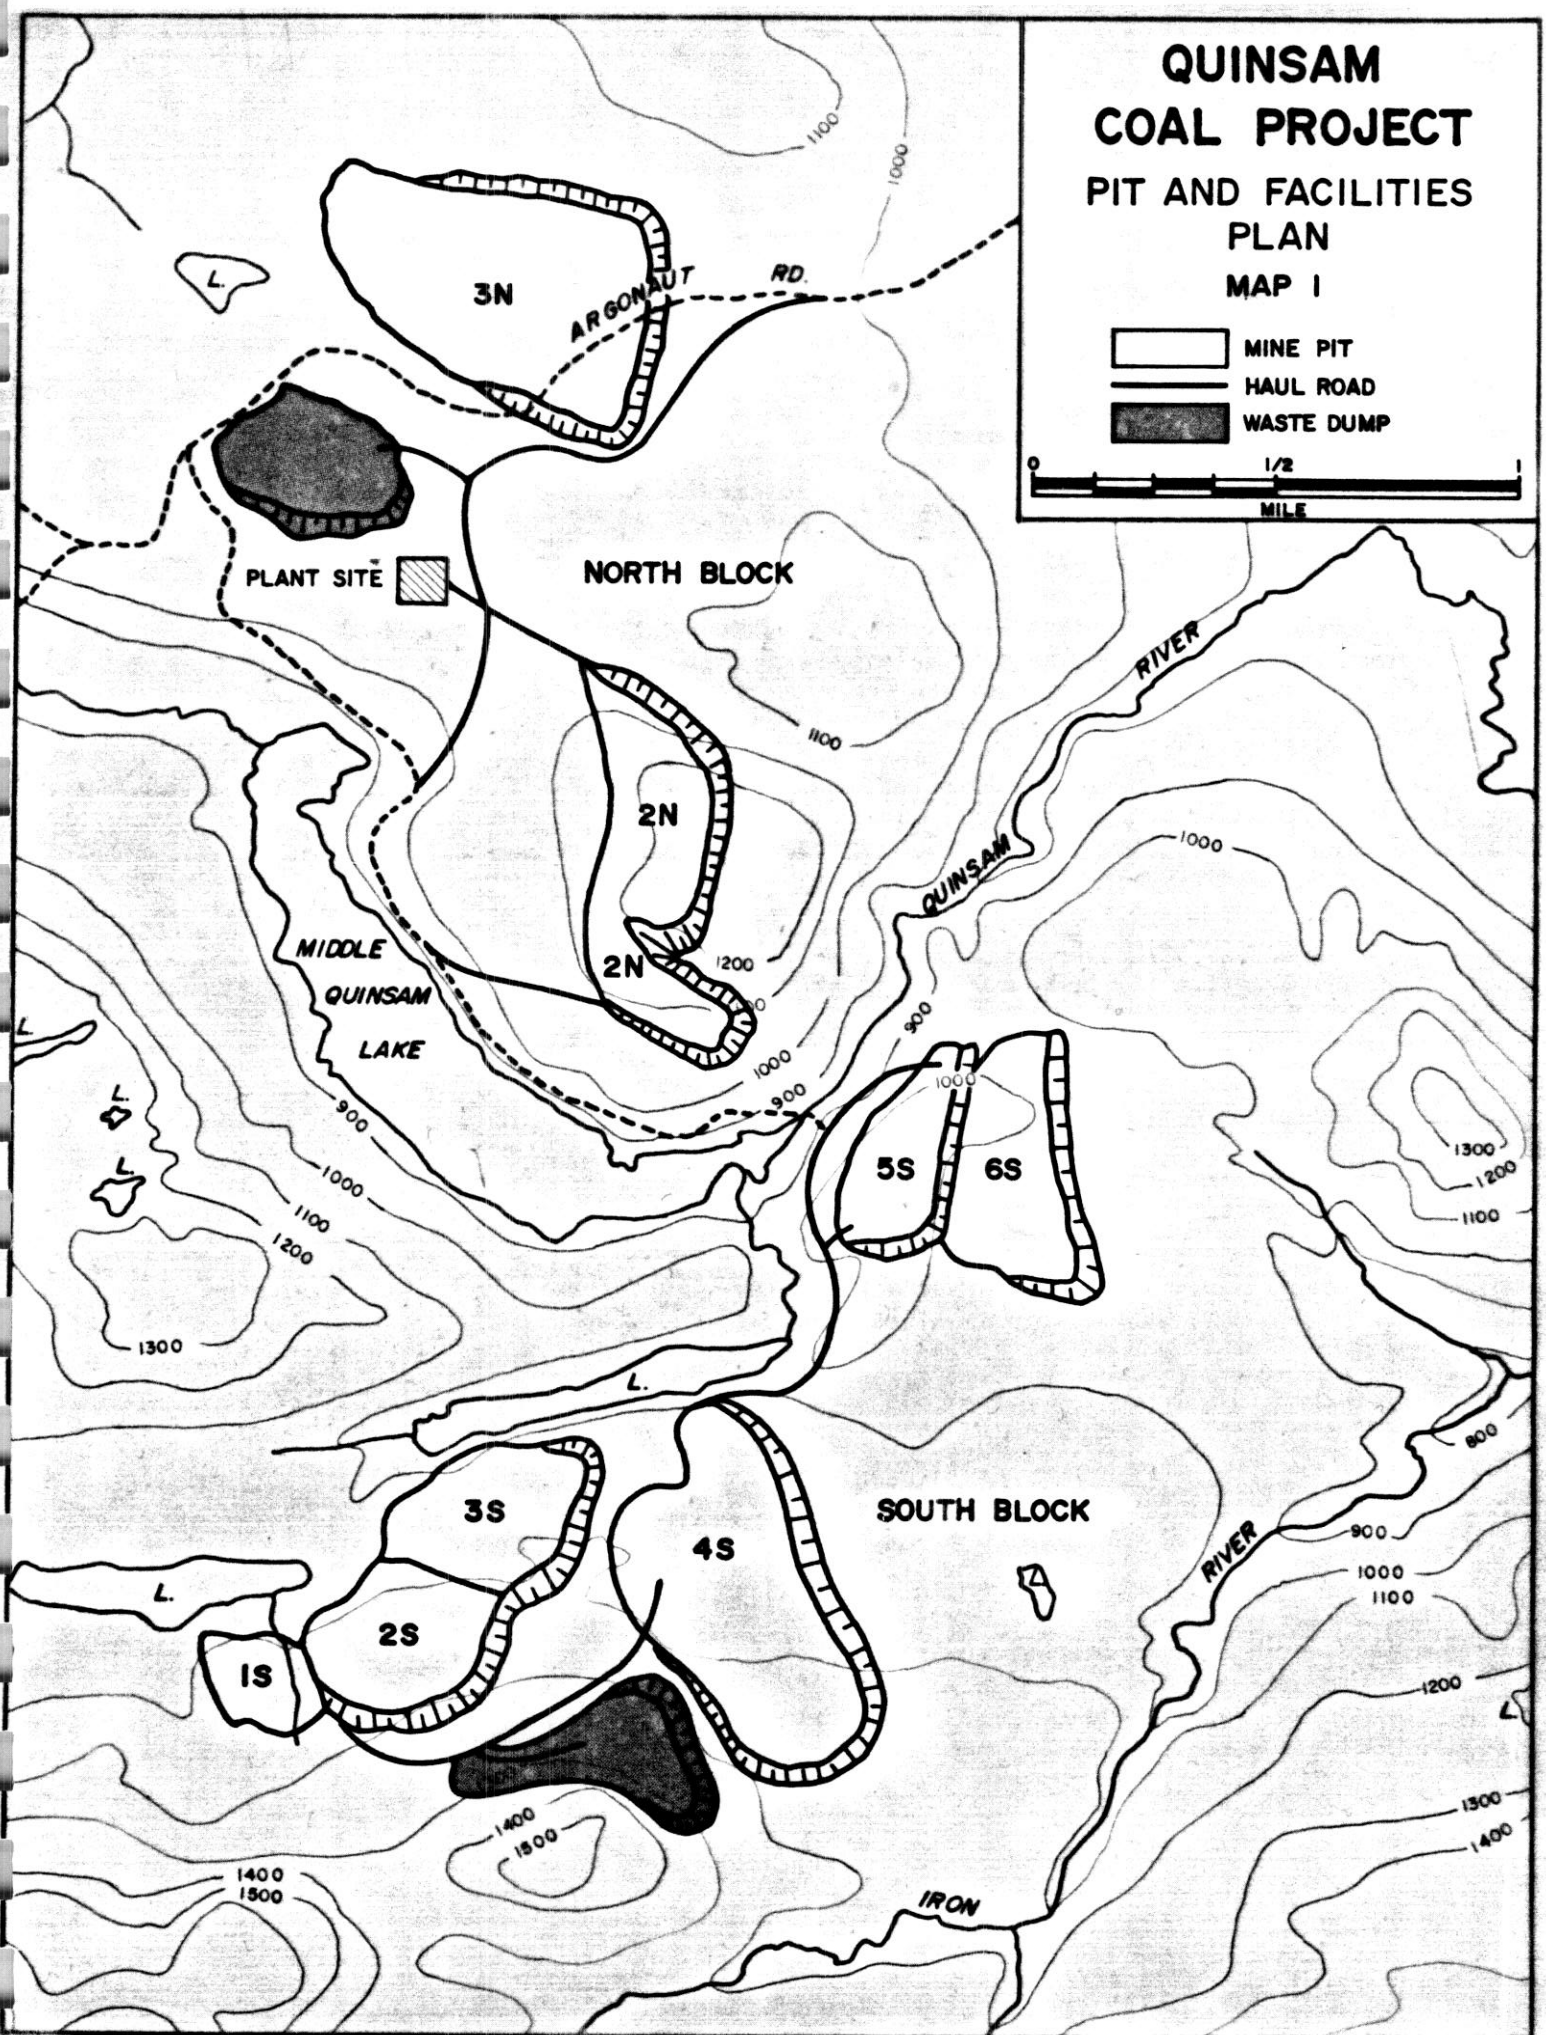 QUINSAM
COAL PROJECT
PIT AND FACILITIES
PLAN
MAP 1
MINE PIT
HAUL ROAD
WASTE DUMP
0 1/2 1
MILE
1100
1000
L.
3N
ARGONAUT RD.
PLANT SITE
NORTH BLOCK
RIVER
1100
2N
1000
QUINSAM
MIDDLE
QUINSAM
LAKE
2N
1200
900
L.
1000
900
1000
L.
900
L.
5S
6S
1300
1200
1100
1000
1100
1200
1300
L.
800
3S
SOUTH BLOCK
4S
900
RIVER
1000
1100
L.
2S
1S
1200
L.
1400
1500
1300
1400
1400
1500
IRON